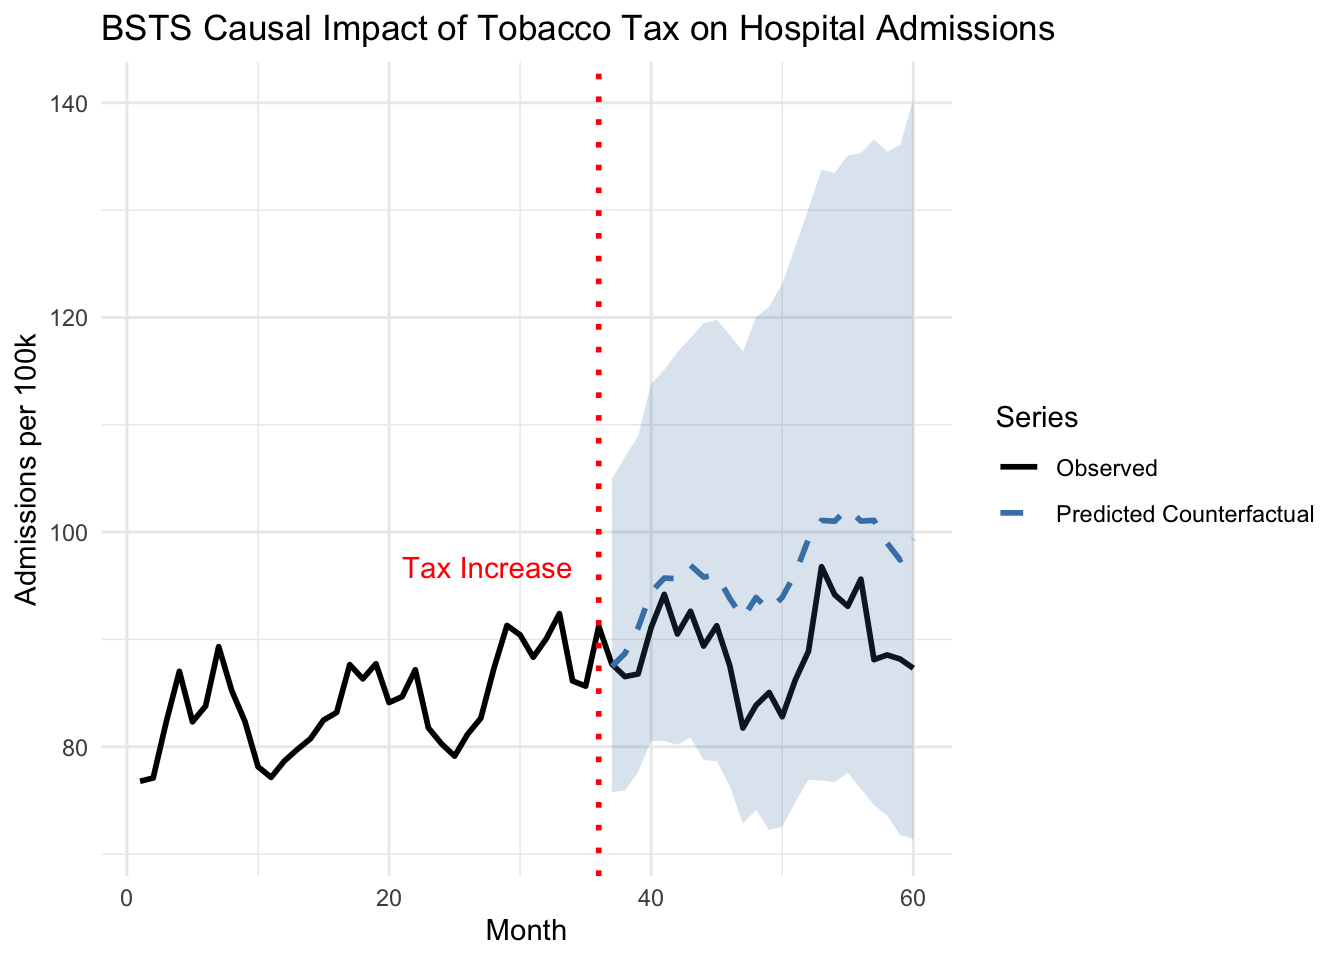 BSTS Causal Impact of Tobacco Tax on Hospital Admissions
140
120
100
80
Admissions per 100k
Tax Increase
0
20
40
60
Month
Series
Observed
Predicted Counterfactual